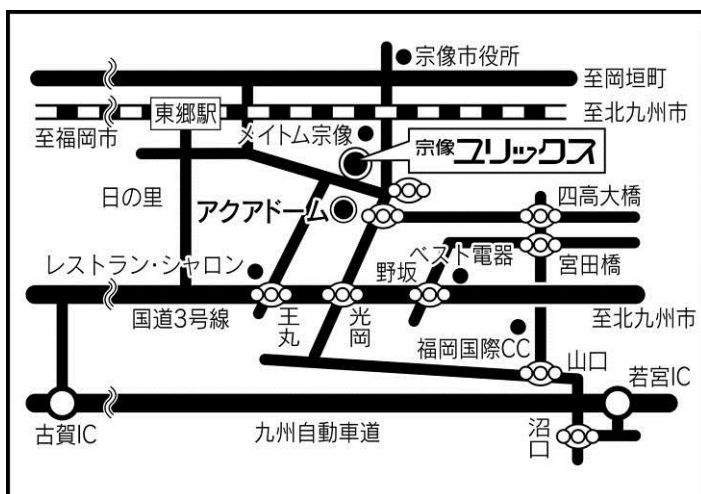 宗像市役所
至岡垣町
東郷駅
至北九州市
至福岡市
メイトム宗像
宗像ユリックス
日の里
アクアドーム
四高大橋
レストラン・シャロン
野坂
ベスト電器
宮田橋
国道3号線
王丸
光岡
至北九州市
福岡国際CC
山口
若宮IC
古賀IC
九州自動車道
沼口